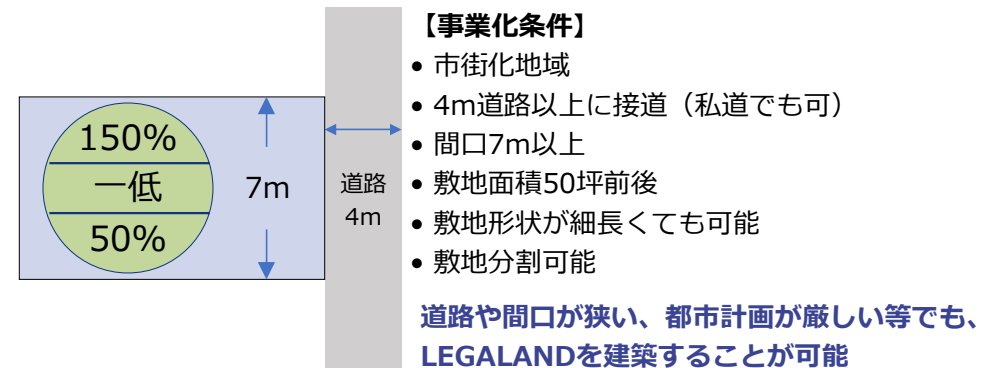 150%
一低
50%
7m
道路
4m
【事業化条件】
• 市街化地域
• 4m道路以上に接道（私道でも可）
• 間口7m以上
• 敷地面積50坪前後
• 敷地形状が細長くても可能
• 敷地分割可能
道路や間口が狭い、都市計画が厳しい等でも、
LEGALANDを建築することが可能